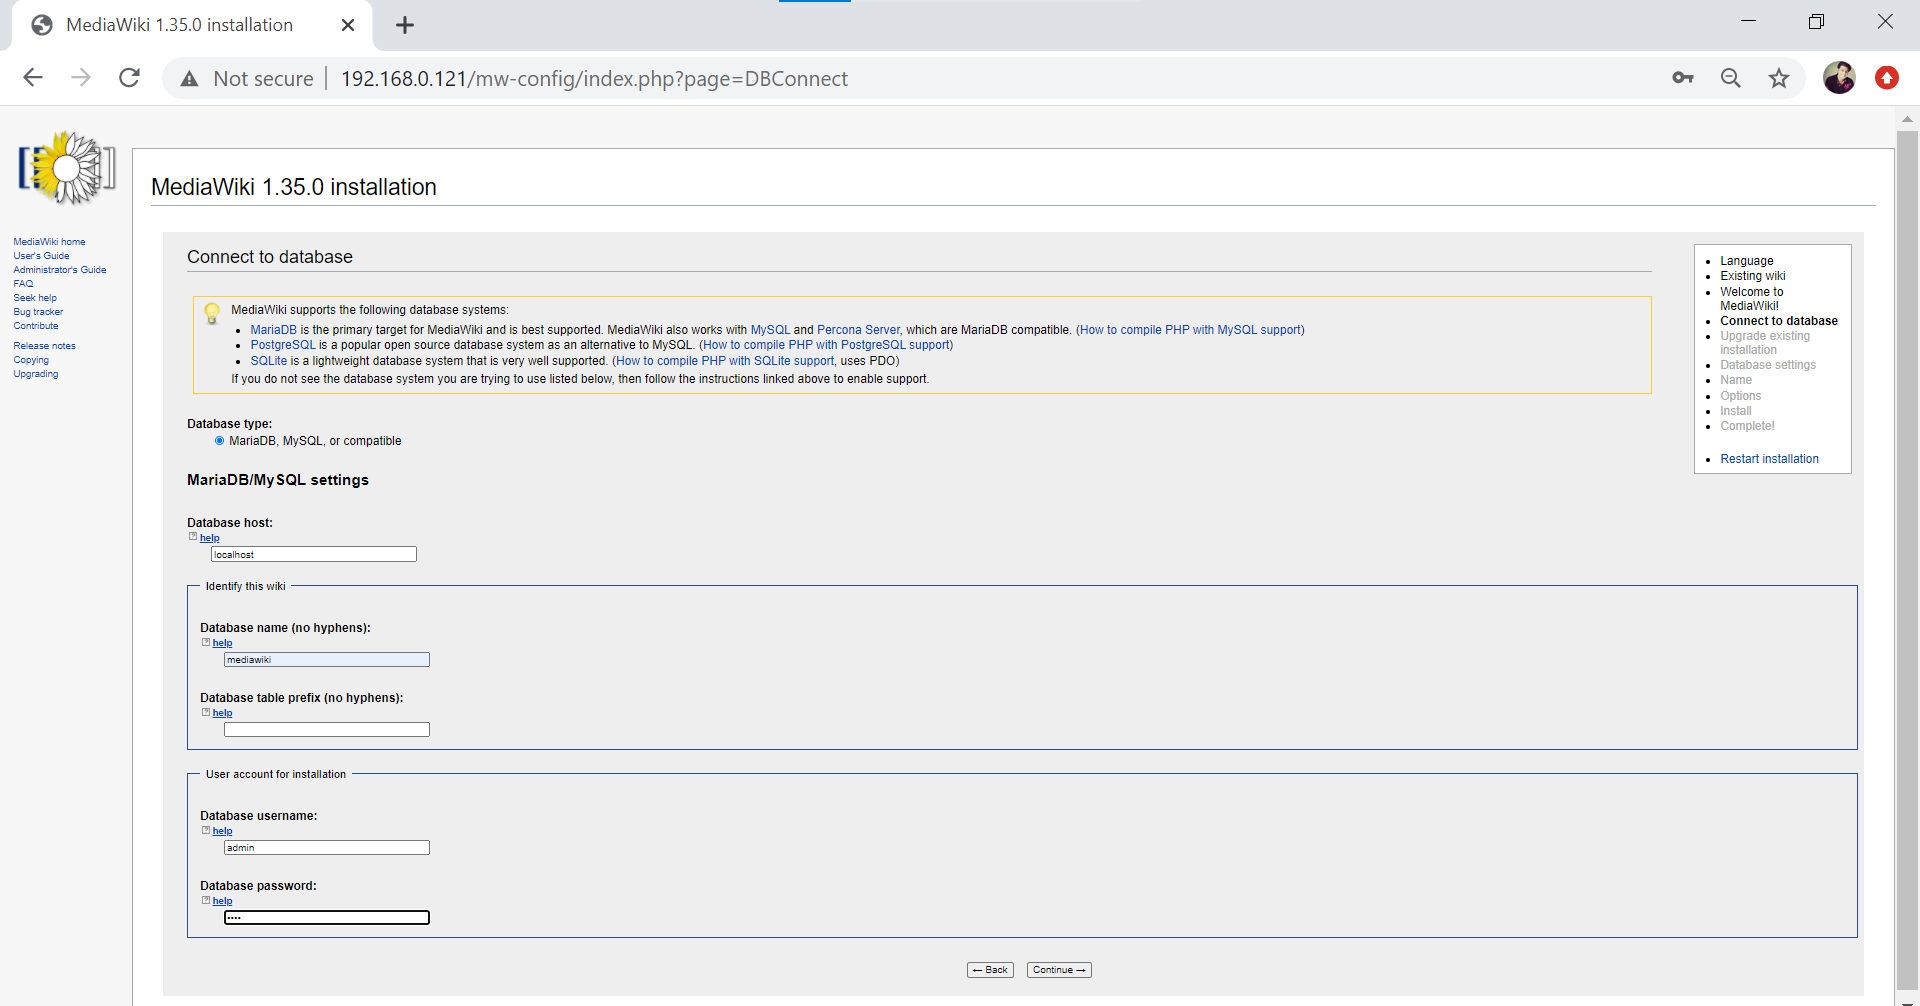 MediaWiki 1.35.0 installation
Not secure | 192.168.0.121/mw-config/index.php?page=DBConnect
MediaWiki home
User's Guide
Administrator's Guide
FAQ
Seek help
Bug tracker
Contribute
Release notes
Copying
Upgrading
MediaWiki 1.35.0 installation
Connect to database
MediaWiki supports the following database systems:
• MariaDB is the primary target for MediaWiki and is best supported. MediaWiki also works with MySQL and Percona Server, which are MariaDB compatible. (How to compile PHP with MySQL support)
• PostgreSQL is a popular open source database system as an alternative to MySQL. (How to compile PHP with PostgreSQL support)
• SQLite is a lightweight database system that is very well supported. (How to compile PHP with SQLite support, uses PDO)
If you do not see the database system you are trying to use listed below, then follow the instructions linked above to enable support.
Database type:
MariaDB, MySQL, or compatible
MariaDB/MySQL settings
Database host:
help
localhost
Identify this wiki
Database name (no hyphens):
help
mediawiki
Database table prefix (no hyphens):
help
User account for installation
Database username:
help
admin
Database password:
help
••••
← Back
Continue →
• Language
• Existing wiki
• Welcome to
MediaWiki!
• Connect to database
• Upgrade existing
installation
• Database settings
• Name
• Options
• Install
• Complete!
• Restart installation